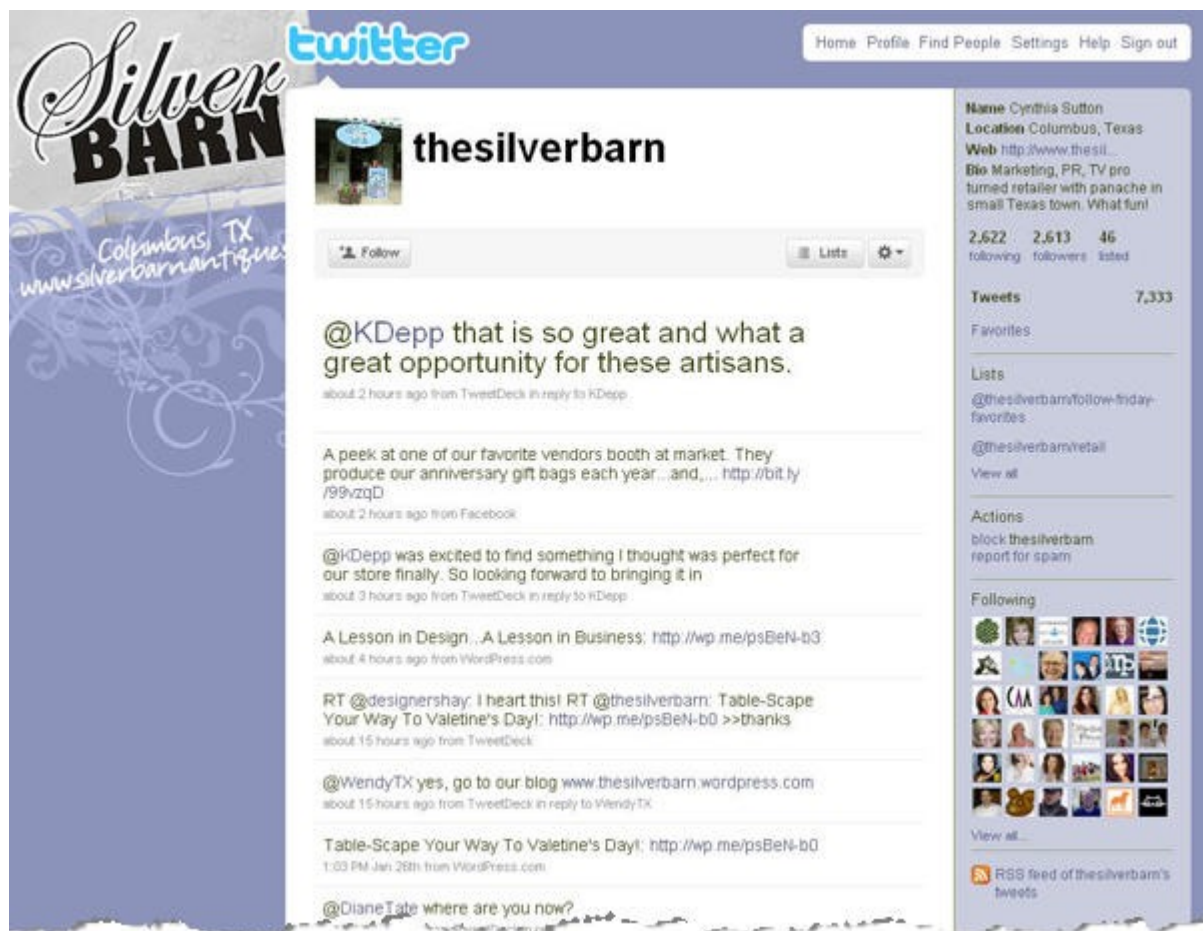 Silver
BARN
Columbus, TX
www.silverbarnantiques
twitter
Home Profile Find People Settings Help Sign out
thesilverbarn
Follow
Lists
@KDepp that is so great and what a
great opportunity for these artisans.
about 2 hours ago from TweetDeck in reply to KDepp
A peek at one of our favorite vendors booth at market. They
produce our anniversary gift bags each year...and,... http://bit.ly
/99vzqD
about 2 hours ago from Facebook
@KDepp was excited to find something I thought was perfect for
our store finally. So looking forward to bringing it in
about 3 hours ago from TweetDeck in reply to KDepp
A Lesson in Design...A Lesson in Business: http://wp.me/psBeN-b3
about 4 hours ago from WordPress.com
RT @designershay: I heart this! RT @thesilverbarn: Table-Scape
Your Way To Valetine's Day!: http://wp.me/psBeN-b0 >>thanks
about 15 hours ago from TweetDeck
@WendyTX yes, go to our blog www.thesilverbarn.wordpress.com
about 15 hours ago from TweetDeck in reply to WendyTX
Table-Scape Your Way To Valetine's Day!: http://wp.me/psBeN-b0
1:03 PM Jan 26th from WordPress.com
@DianeTate where are you now?
Name Cynthia Sutton
Location Columbus, Texas
Web http://www.thesil...
Bio Marketing, PR, TV pro
turned retailer with panache in
small Texas town. What fun!
2,622 2,613 46
following followers listed
Tweets 7,333
Favorites
Lists
@thesilverbarn/follow-friday-
favorites
@thesilverbarn/retail
View all
Actions
block thesilverbarn
report for spam
Following
CAA
View all...
RSS feed of thesilverbarn's
tweets